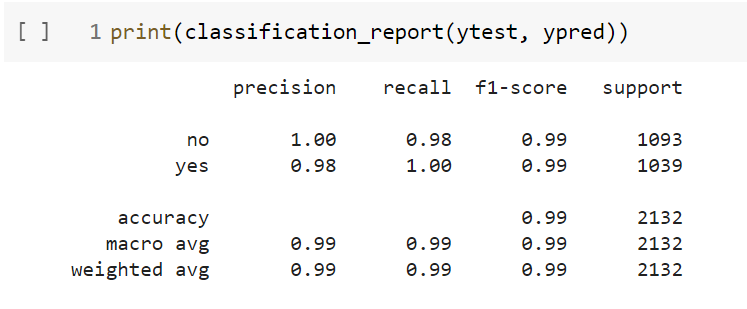 [ ] 1 print(classification_report(ytest, ypred))
precision recall f1-score support
no 1.00 0.98 0.99 1093
yes 0.98 1.00 0.99 1039
accuracy 0.99 2132
macro avg 0.99 0.99 0.99 2132
weighted avg 0.99 0.99 0.99 2132